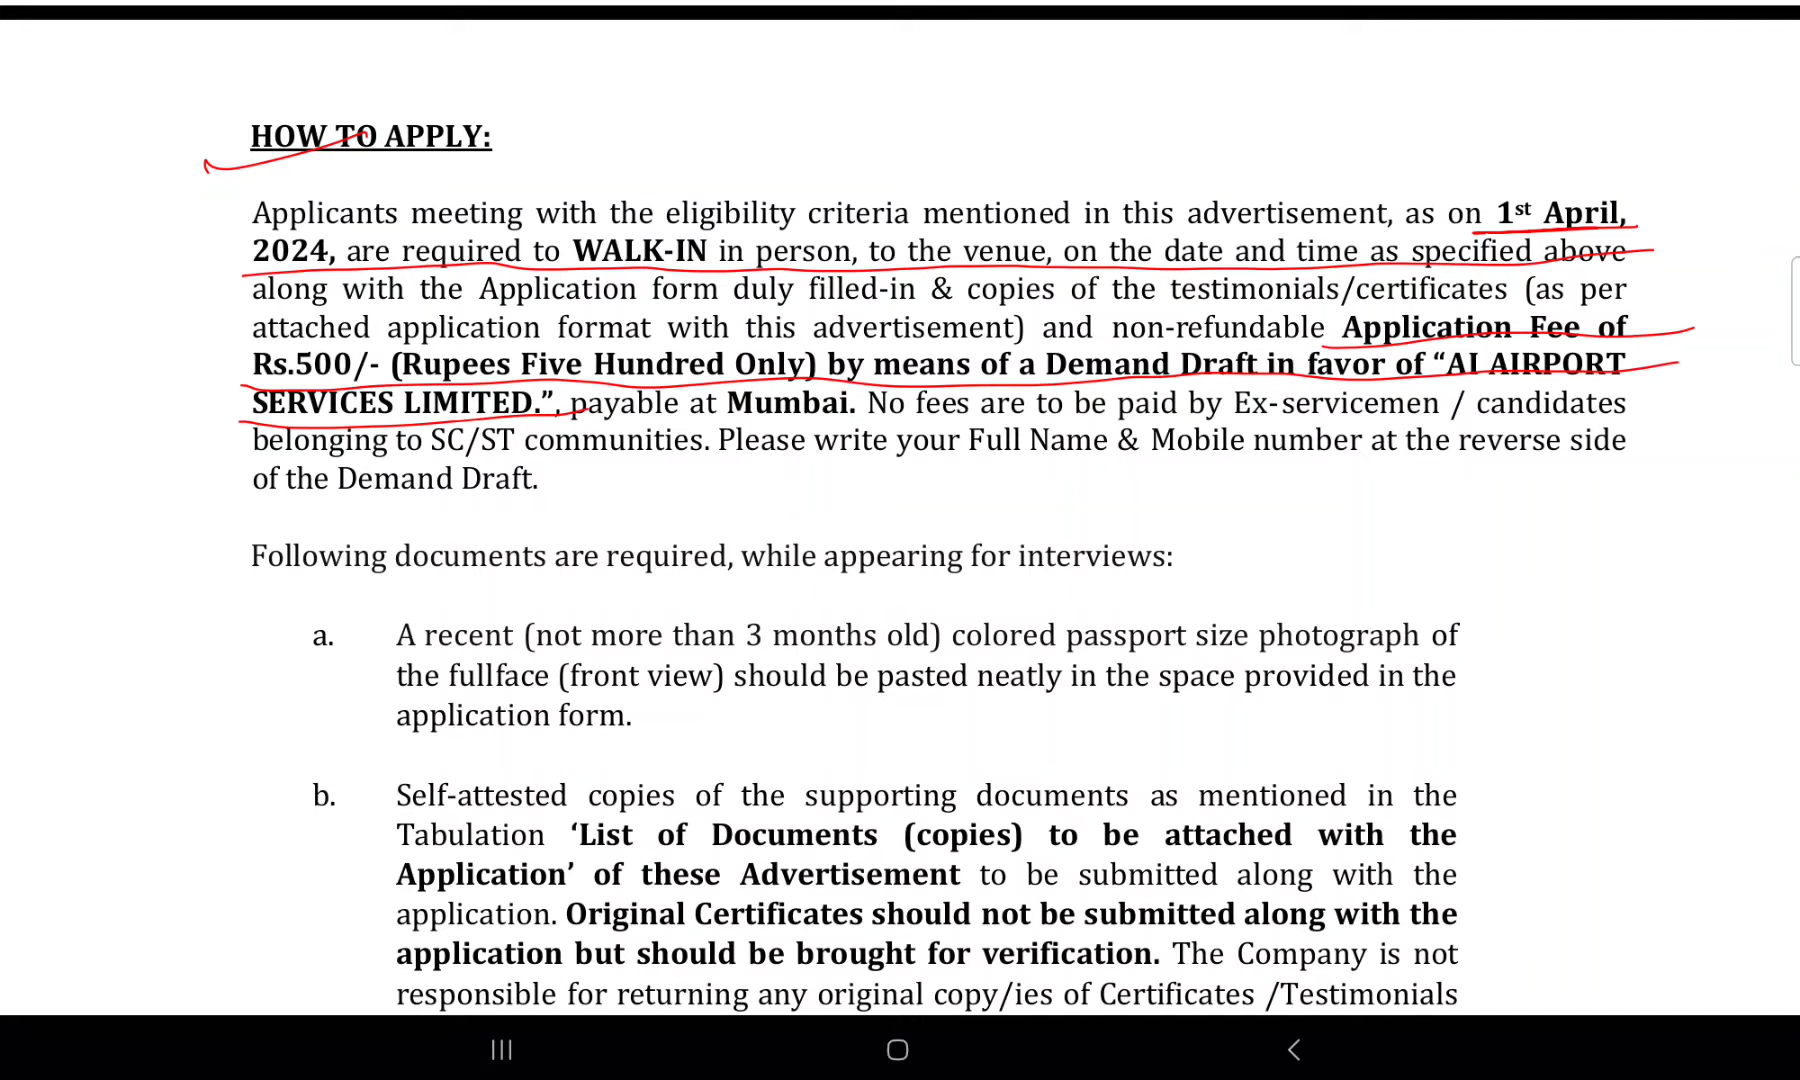 HOW TO APPLY:
Applicants meeting with the eligibility criteria mentioned in this advertisement, as on 1st April,
2024, are required to WALK-IN in person, to the venue, on the date and time as specified above
along with the Application form duly filled-in & copies of the testimonials/certificates (as per
attached application format with this advertisement) and non-refundable Application Fee of
Rs.500/- (Rupees Five Hundred Only) by means of a Demand Draft in favor of “AI AIRPORT
SERVICES LIMITED.”, payable at Mumbai. No fees are to be paid by Ex-servicemen / candidates
belonging to SC/ST communities. Please write your Full Name & Mobile number at the reverse side
of the Demand Draft.
Following documents are required, while appearing for interviews:
a. A recent (not more than 3 months old) colored passport size photograph of
the fullface (front view) should be pasted neatly in the space provided in the
application form.
b. Self-attested copies of the supporting documents as mentioned in the
Tabulation ‘List of Documents (copies) to be attached with the
Application’ of these Advertisement to be submitted along with the
application. Original Certificates should not be submitted along with the
application but should be brought for verification. The Company is not
responsible for returning any original copy/ies of Certificates /Testimonials